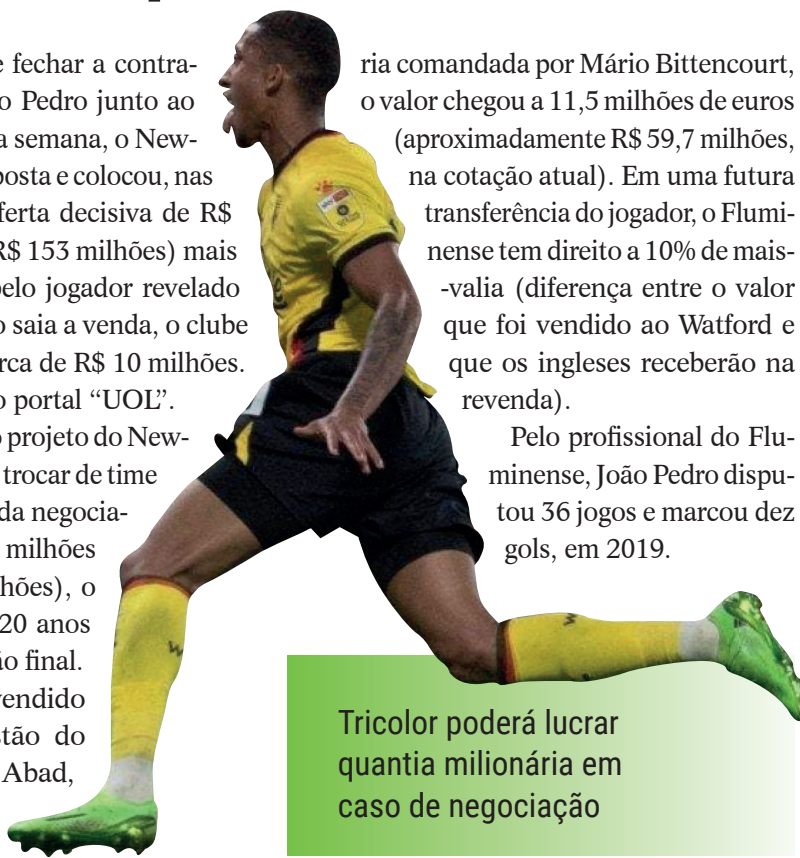 e fechar a contra-
o Pedro junto ao
a semana, o New-
posta e colocou, nas
ferta decisiva de R$
R$ 153 milhões) mais
pelo jogador revelado
o saia a venda, o clube
rca de R$ 10 milhões.
o portal “UOL”.
o projeto do New-
trocar de time
da negocia-
milhões
hões), o
20 anos
ão final.
vendido
stão do
Abad,
ria comandada por Mário Bittencourt,
o valor chegou a 11,5 milhões de euros
(aproximadamente R$ 59,7 milhões,
na cotação atual). Em uma futura
transferência do jogador, o Flumi-
nense tem direito a 10% de mais-
-valia (diferença entre o valor
que foi vendido ao Watford e
que os ingleses receberão na
revenda).
Pelo profissional do Flu-
minense, João Pedro dispu-
tou 36 jogos e marcou dez
gols, em 2019.
Tricolor poderá lucrar
quantia milionária em
caso de negociação